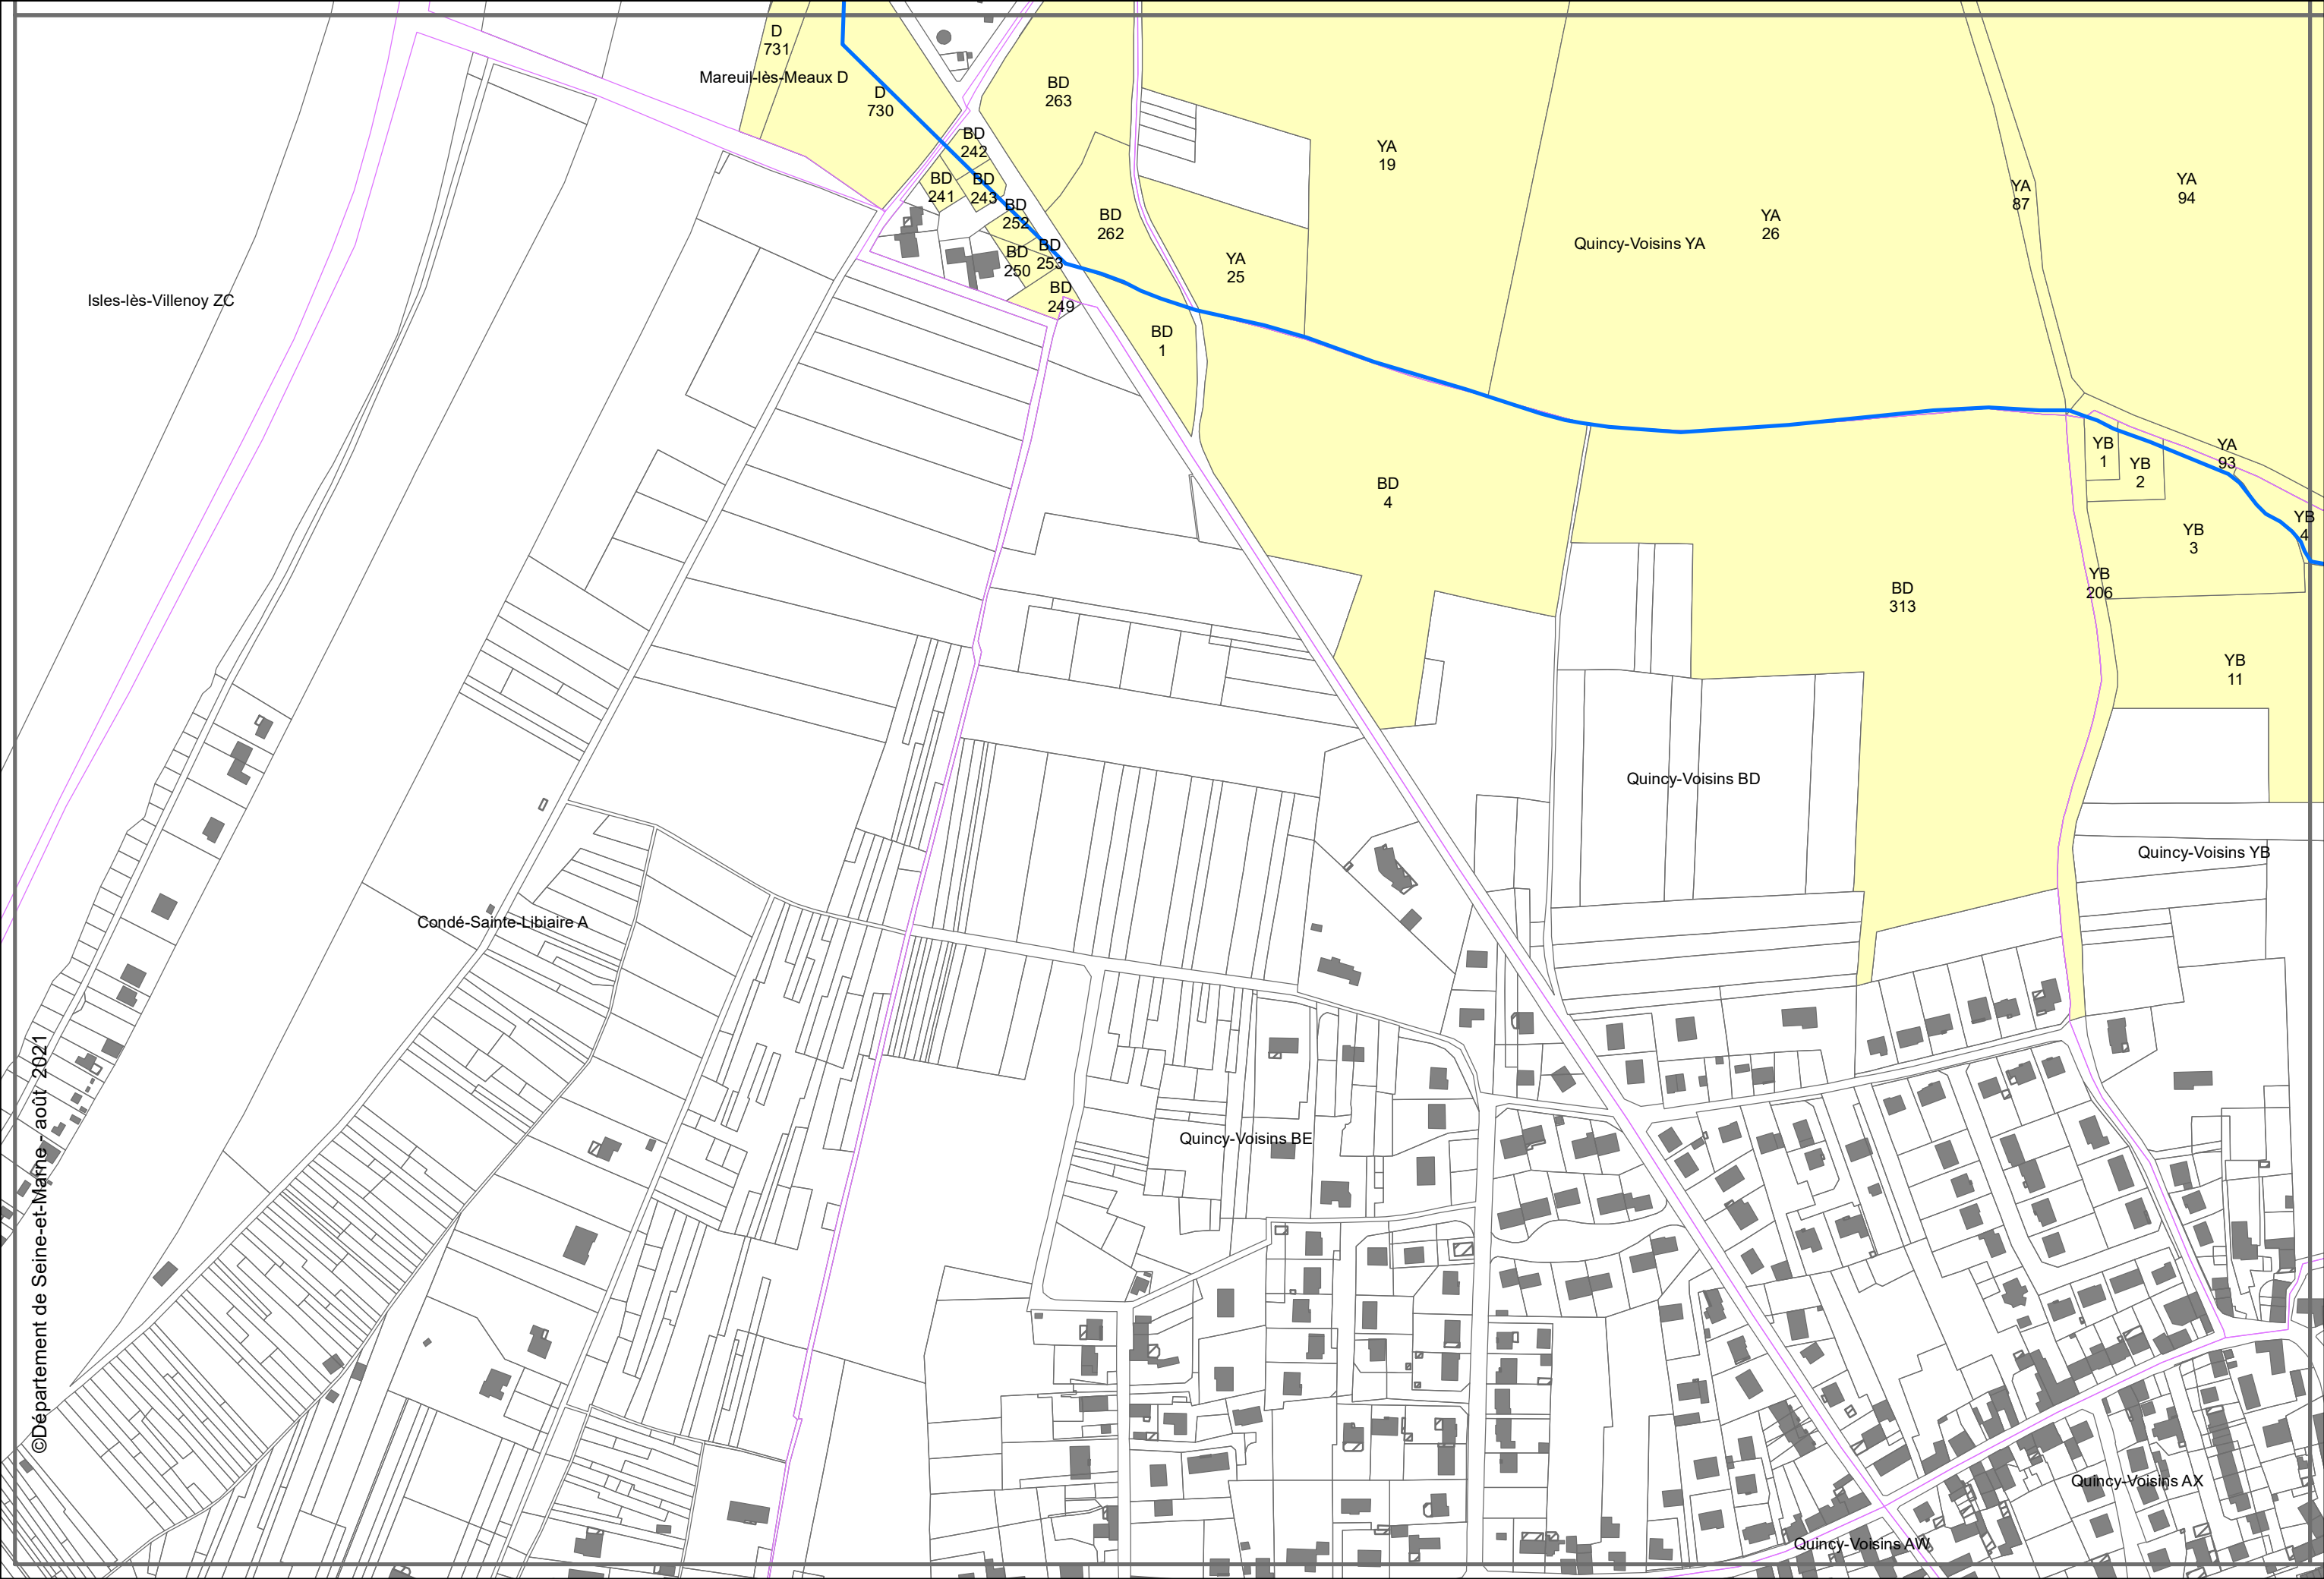 D
731
Mareuil-lès-Meaux D
D
730
BD
263
BD
242
BD
241
BD
243
BD
252
BD
262
BD
253
BD
250
BD
249
BD
1
YA
19
YA
25
YA
26
Quincy-Voisins YA
YA
87
YA
94
Isles-lès-Villenoy ZC
BD
4
YB
1
YB
2
YA
93
YB
3
YB
4
YB
206
BD
313
YB
11
Quincy-Voisins BD
Quincy-Voisins YB
Condé-Sainte-Libiaire A
Quincy-Voisins BE
Quincy-Voisins AX
Quincy-Voisins AW
©Département de Seine-et-Marne - août 2021